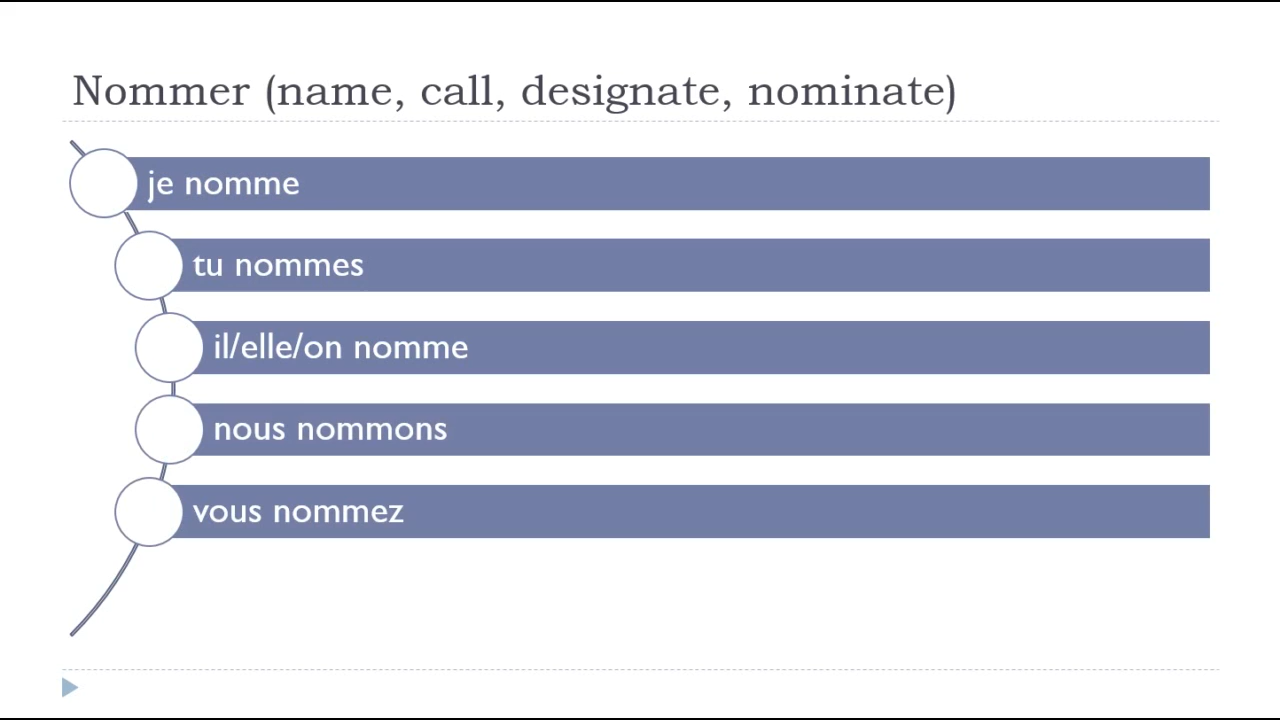 Nommer (name, call, designate, nominate)
je nomme
tu nommes
il/elle/on nomme
nous nommons
vous nommez